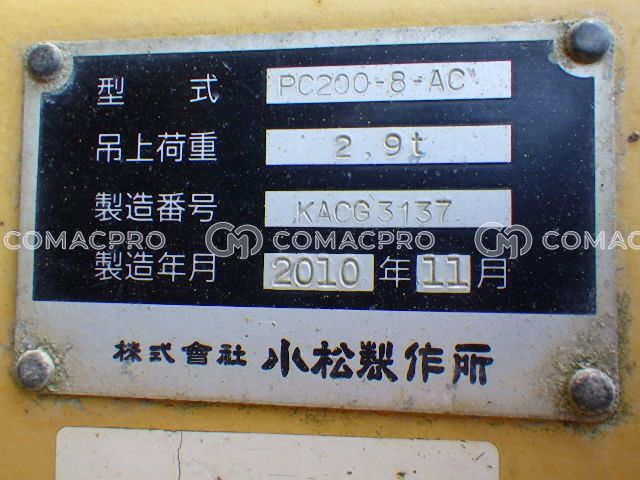 型 式 PC200-8-AC
吊上荷重 2.9t
製造番号 KACG3137
COMACPRO COMACPRO COMACPRO
製造年月 2010年11月
株式會社 小松製作所